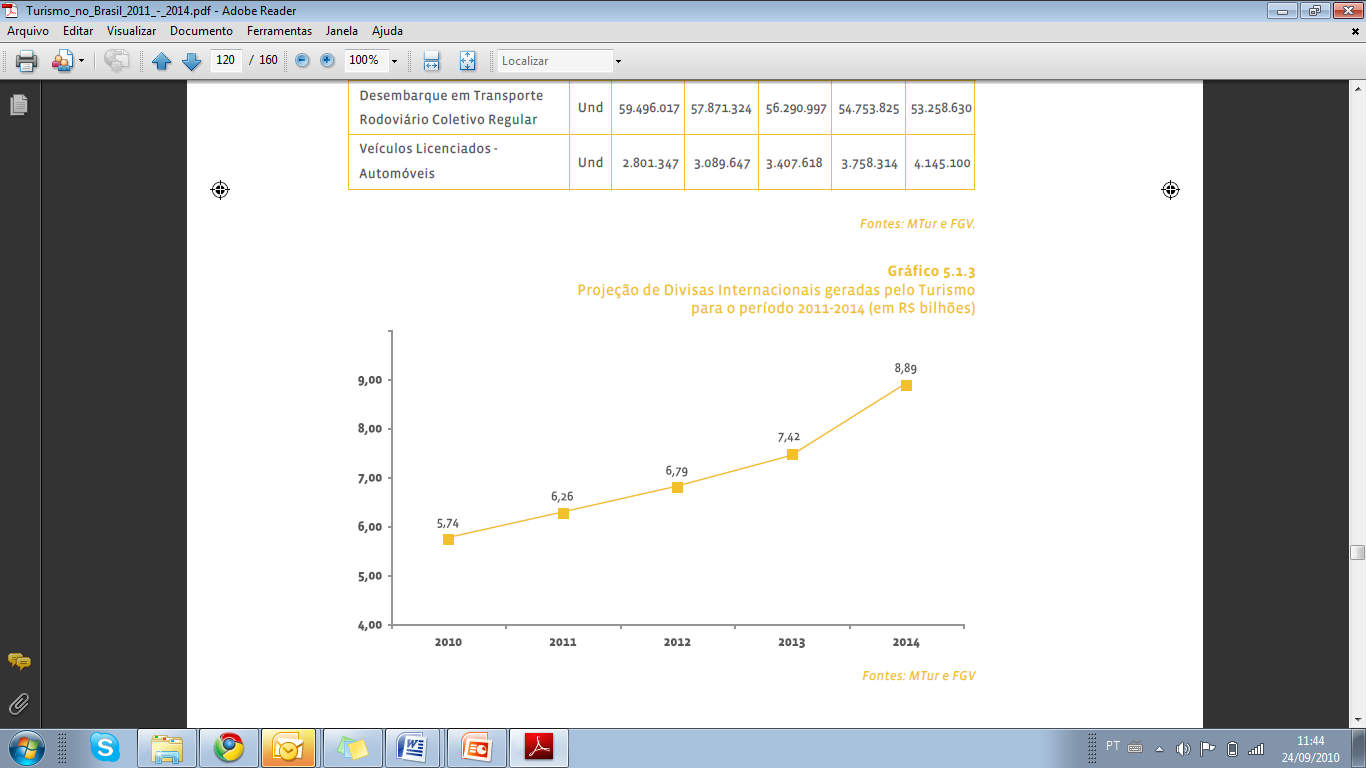 Turismo_no_Brasil_2011_-_2014.pdf - Adobe Reader
Arquivo Editar Visualizar Documento Ferramentas Janela Ajuda
120 / 160 100% Localizar
Desembarque em Transporte
Rodoviário Coletivo Regular
Und 59.496.017 57.871.324 56.290.997 54.753.825 53.258.630
Veículos Licenciados -
Automóveis
Und 2.801.347 3.089.647 3.407.618 3.758.314 4.145.100
Fontes: MTur e FGV.
Gráfico 5.1.3
Projeção de Divisas Internacionais geradas pelo Turismo
para o período 2011-2014 (em R$ bilhões)
8,89
9,00
8,00
7,42
7,00
6,79
6,26
6,00
5,74
5,00
4,00
2010 2011 2012 2013 2014
Fontes: MTur e FGV
PT
11:44
24/09/2010